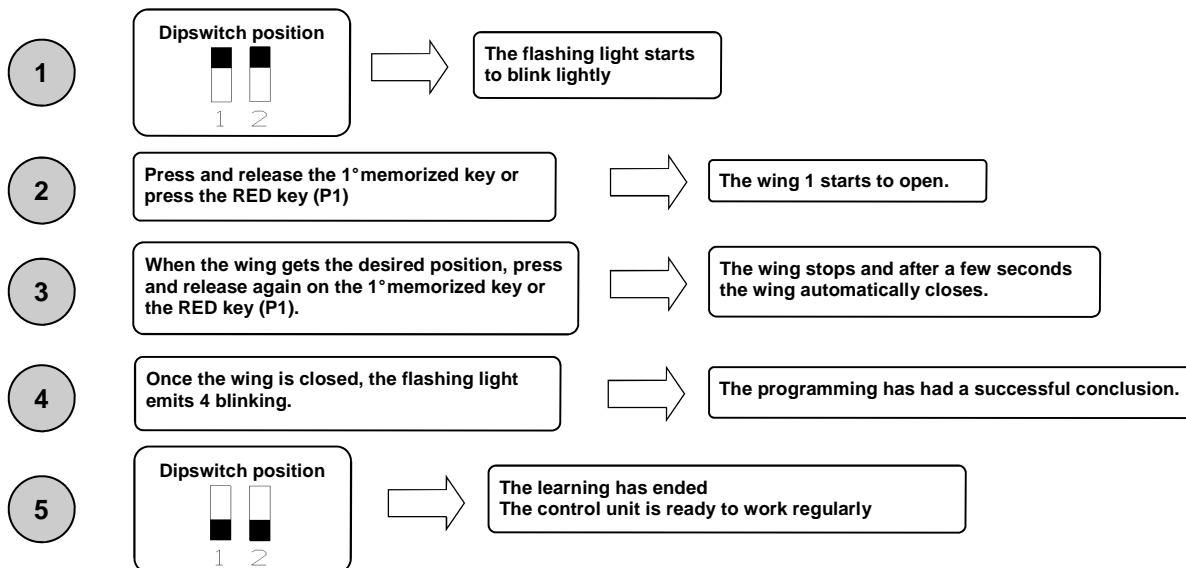 1
Dipswitch position
1 2
The flashing light starts
to blink lightly
2
Press and release the 1°memorized key or
press the RED key (P1)
The wing 1 starts to open.
3
When the wing gets the desired position, press
and release again on the 1°memorized key or
the RED key (P1).
The wing stops and after a few seconds
the wing automatically closes.
4
Once the wing is closed, the flashing light
emits 4 blinking.
The programming has had a successful conclusion.
5
Dipswitch position
1 2
The learning has ended
The control unit is ready to work regularly